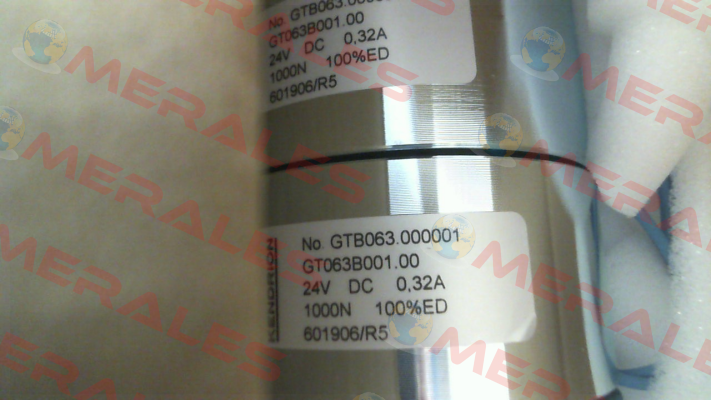 No. GTB063.00000
GT063B001.00
24V DC 0,32A
1000N 100%ED
601906/R5
KENDRION
No. GTB063.000001
GT063B001.00
24V DC 0,32A
1000N 100%ED
601906/R5
MERALES
MERALES
MERALES
MERALES
MERALES